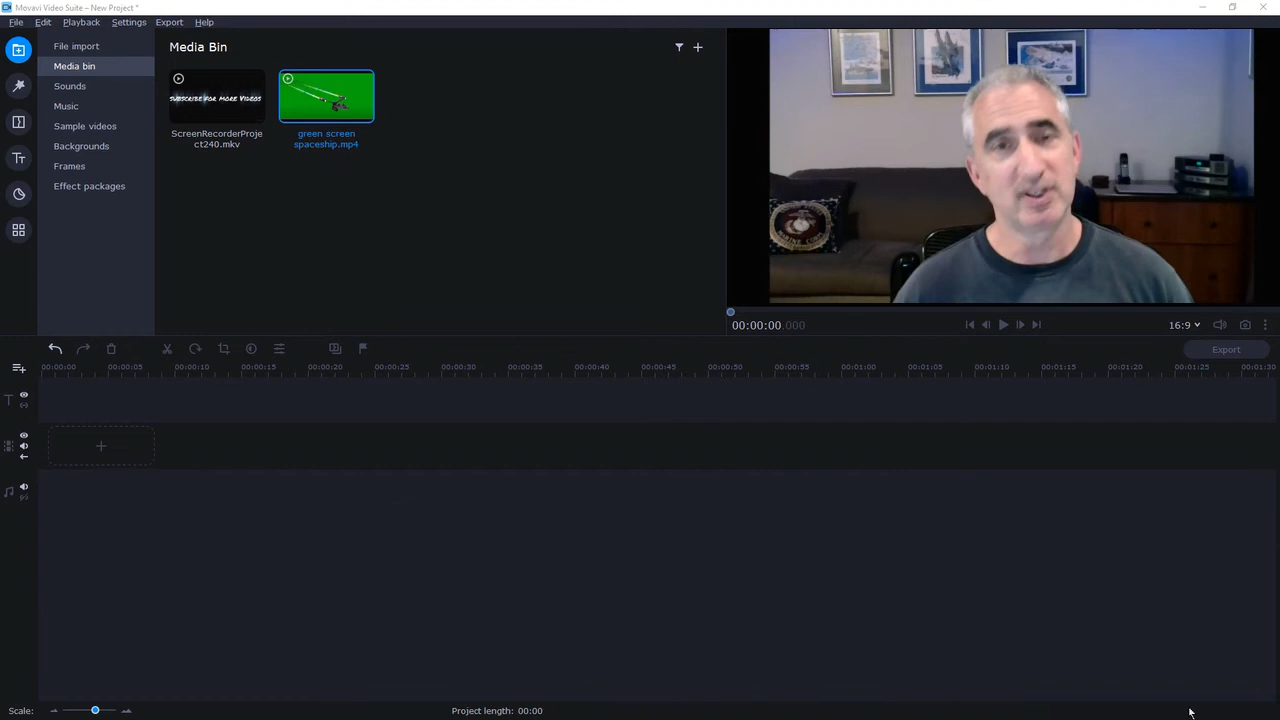 Movavi Video Suite – New Project *
File Edit Playback Settings Export Help
File import
Media bin
Sounds
Music
Sample videos
Backgrounds
Frames
Effect packages
Media Bin
SUBSCRIBE FOR MORE VIDEOS
ScreenRecorderProje
ct240.mkv
green screen
spaceship.mp4
MARINE CORPS
00:00:00.000
16:9
Export
00:00:00 00:00:05 00:00:10 00:00:15 00:00:20 00:00:25 00:00:30 00:00:35 00:00:40 00:00:45 00:00:50 00:00:55 00:01:00 00:01:05 00:01:10 00:01:15 00:01:20 00:01:25 00:01:30
Scale:
Project length: 00:00